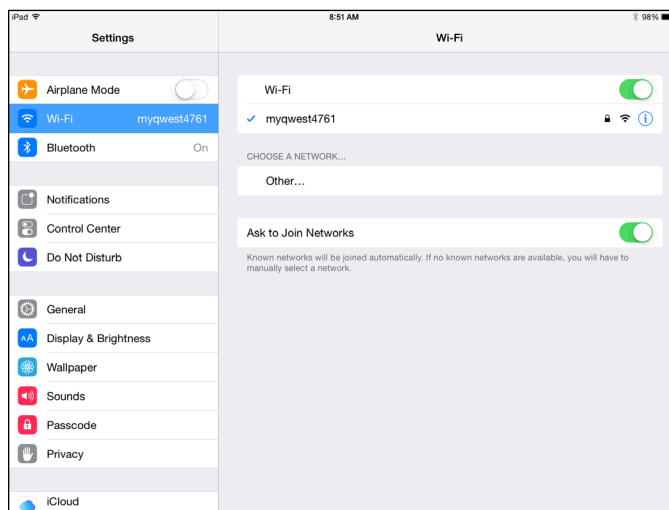 iPad 8:51 AM 98%
Settings
Wi-Fi
Airplane Mode
Wi-Fi myqwest4761
Bluetooth On
Notifications
Control Center
Do Not Disturb
General
AA Display & Brightness
Wallpaper
Sounds
Passcode
Privacy
iCloud
Wi-Fi
myqwest4761
CHOOSE A NETWORK...
Other...
Ask to Join Networks
Known networks will be joined automatically. If no known networks are available, you will have to
manually select a network.